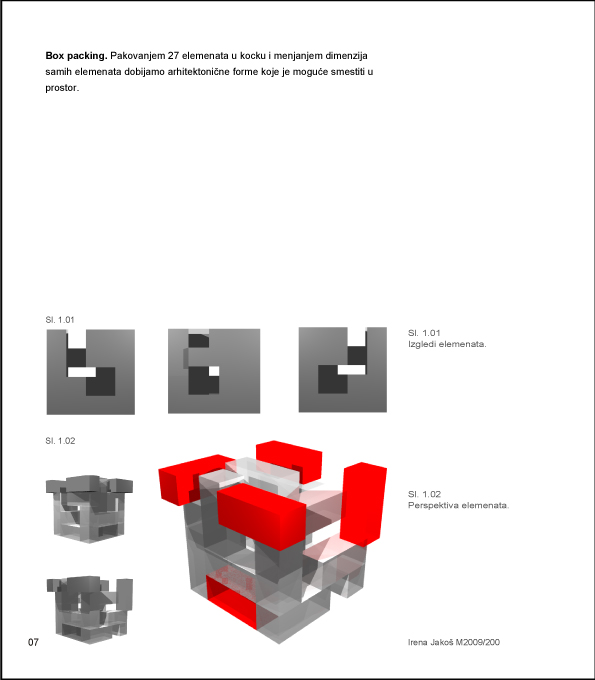 Box packing. Pakovanjem 27 elemenata u kocku i menjanjem dimenzija
samih elemenata dobijamo arhitektonične forme koje je moguće smestiti u
prostor.
Sl. 1.01
Sl. 1.01
Izgledi elemenata.
Sl. 1.02
Sl. 1.02
Perspektiva elemenata.
07
Irena Jakoš M2009/200